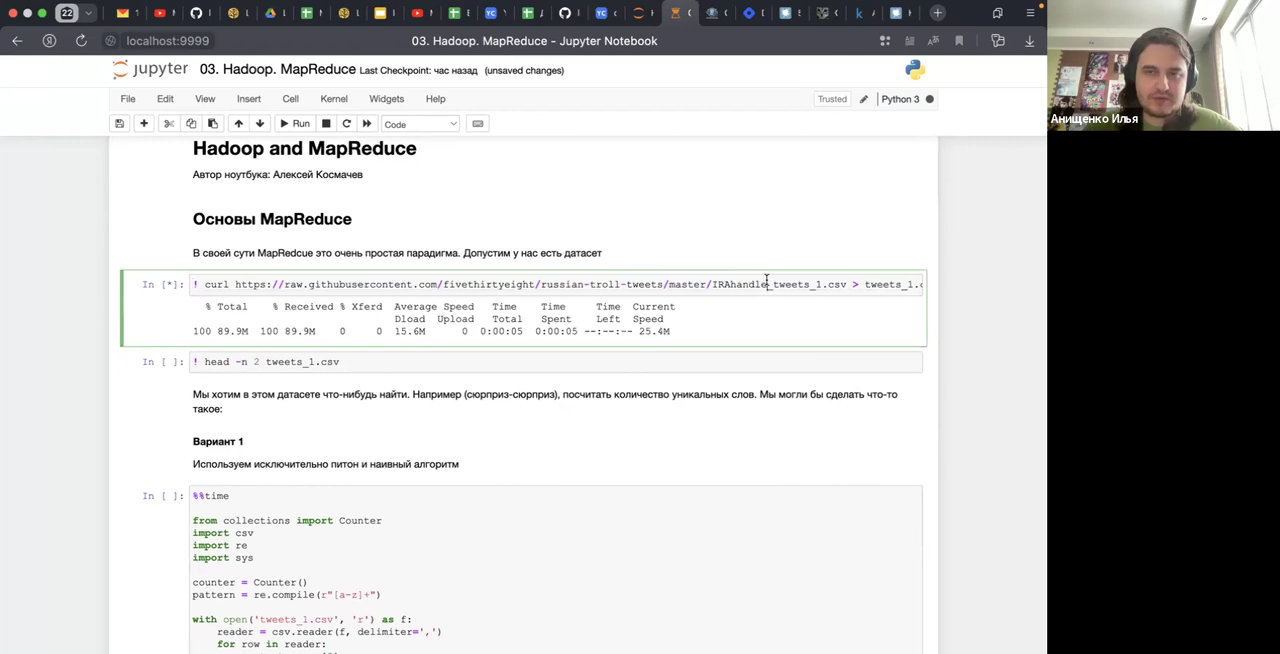 22
localhost:9999
03. Hadoop. MapReduce - Jupyter Notebook
jupyter 03. Hadoop. MapReduce Last Checkpoint: час назад (unsaved changes)
File Edit View Insert Cell Kernel Widgets Help
Trusted Python 3
Run Code
Hadoop and MapReduce
Автор ноутбука: Алексей Космачев
Основы MapReduce
В своей сути MapRedcue это очень простая парадигма. Допустим у нас есть датасет
In [*]: ! curl https://raw.githubusercontent.com/fivethirtyeight/russian-troll-tweets/master/IRAhandle_tweets_1.csv > tweets_1.c
% Total % Received % Xferd Average Speed Time Time Time Current
Dload Upload Total Spent Left Speed
100 89.9M 100 89.9M 0 0 15.6M 0 0:00:05 0:00:05 --:--:-- 25.4M
In [ ]: ! head -n 2 tweets_1.csv
Мы хотим в этом датасете что-нибудь найти. Например (сюрприз-сюрприз), посчитать количество уникальных слов. Мы могли бы сделать что-то
такое:
Вариант 1
Используем исключительно питон и наивный алгоритм
In [ ]: %%time
from collections import Counter
import csv
import re
import sys
counter = Counter()
pattern = re.compile(r"[a-z]+")
with open('tweets_1.csv', 'r') as f:
reader = csv.reader(f, delimiter=',')
for row in reader:
Анищенко Илья